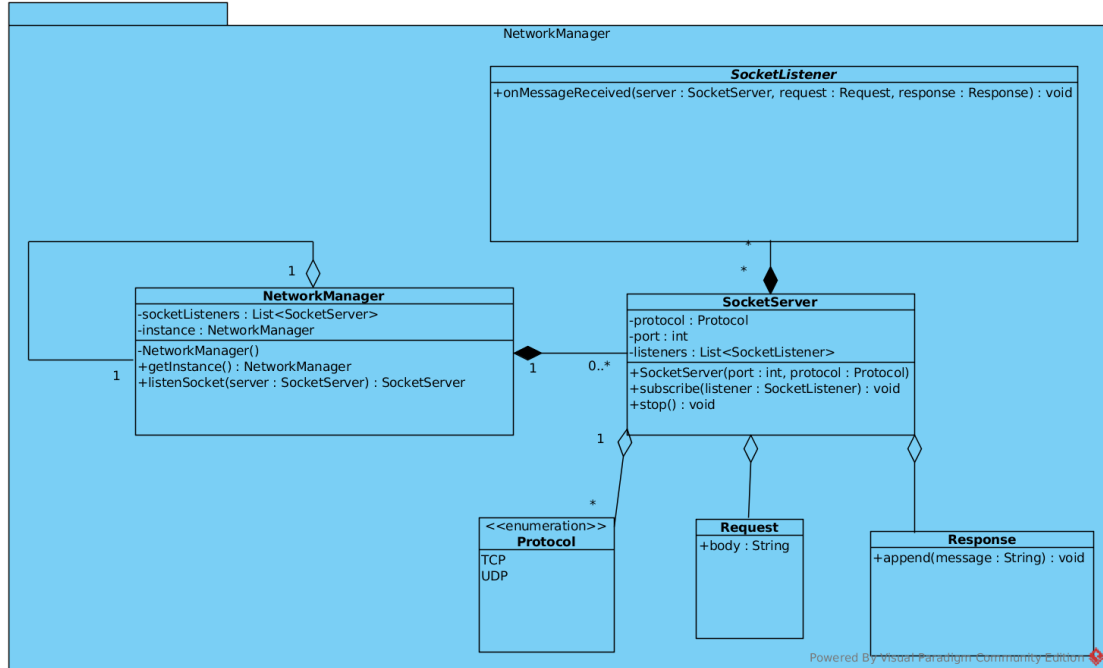 NetworkManager
SocketListener
+onMessageReceived(server : SocketServer, request : Request, response : Response) : void
*
*
1
NetworkManager
-socketListeners : List<SocketServer>
-instance : NetworkManager
-NetworkManager()
+getInstance() : NetworkManager
+listenSocket(server : SocketServer) : SocketServer
1
1
0..*
SocketServer
-protocol : Protocol
-port : int
-listeners : List<SocketListener>
+SocketServer(port : int, protocol : Protocol)
+subscribe(listener : SocketListener) : void
+stop() : void
1
*
<<enumeration>>
Protocol
TCP
UDP
Request
+body : String
Response
+append(message : String) : void
Powered By Visual Paradigm Community Edition